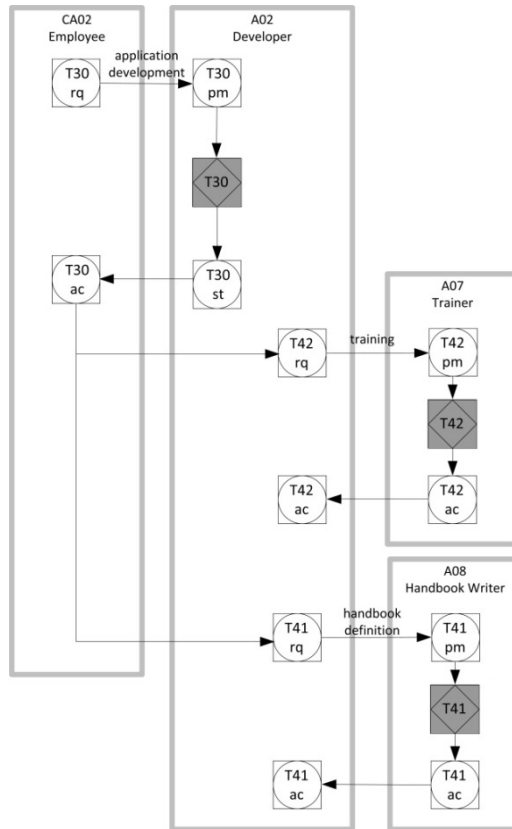 CA02
Employee
A02
Developer
T30
rq
application
development
T30
pm
T30
T30
ac
T30
st
A07
Trainer
T42
rq
training
T42
pm
T42
T42
ac
T42
ac
A08
Handbook Writer
T41
rq
handbook
definition
T41
pm
T41
T41
ac
T41
ac